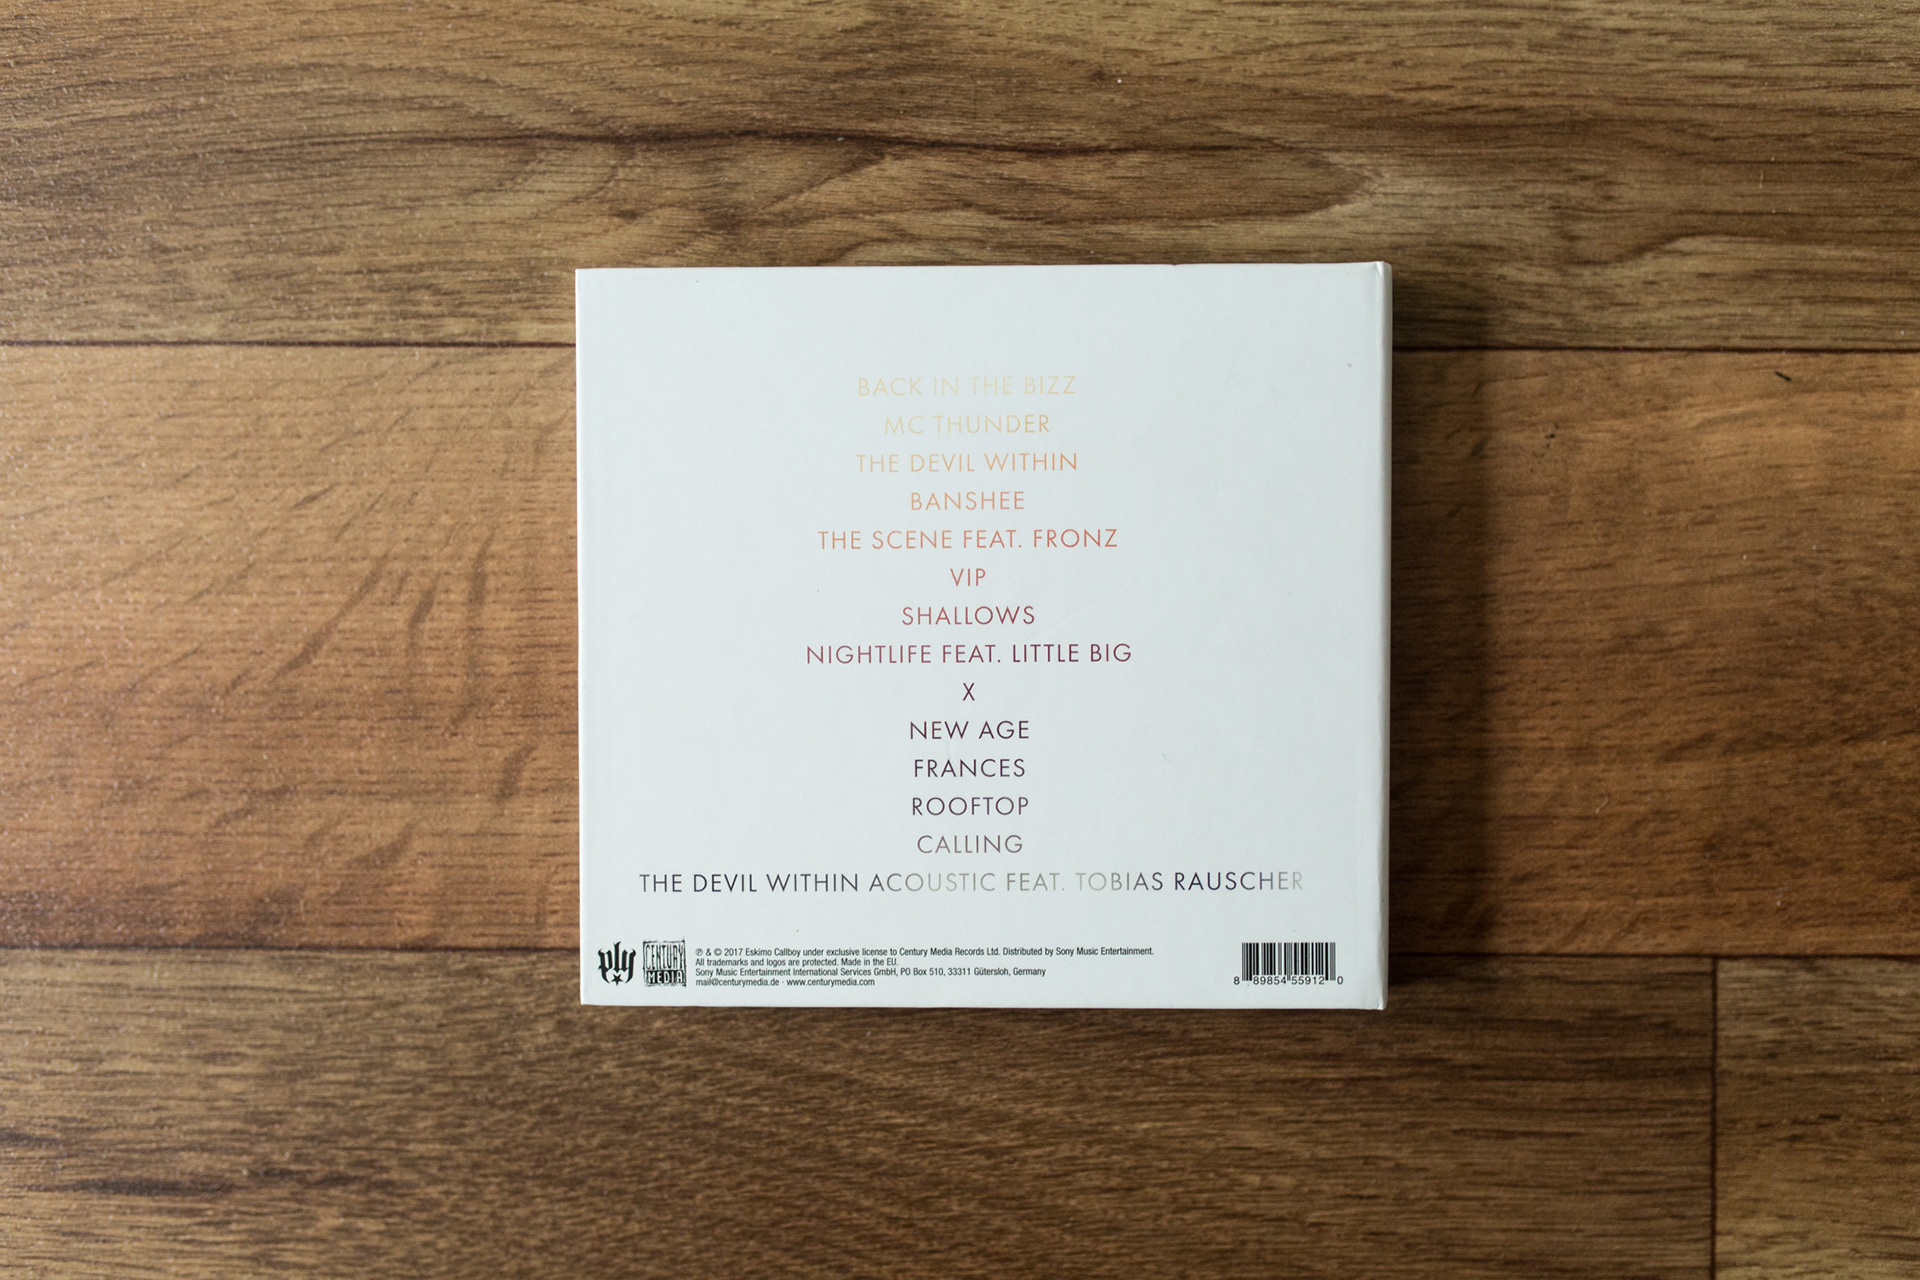 BACK IN THE BIZZ
MC THUNDER
THE DEVIL WITHIN
BANSHEE
THE SCENE FEAT. FRONZ
VIP
SHALLOWS
NIGHTLIFE FEAT. LITTLE BIG
X
NEW AGE
FRANCES
ROOFTOP
CALLING
THE DEVIL WITHIN ACOUSTIC FEAT. TOBIAS RAUSCHER
ply
CENTURY
MEDIA
℗ & © 2017 Eskimo Callboy under exclusive license to Century Media Records Ltd. Distributed by Sony Music Entertainment.
All trademarks and logos are protected. Made in the EU.
Sony Music Entertainment International Services GmbH, PO Box 510, 33311 Gütersloh, Germany
mail@centurymedia.de · www.centurymedia.com
8 89854 55912 0